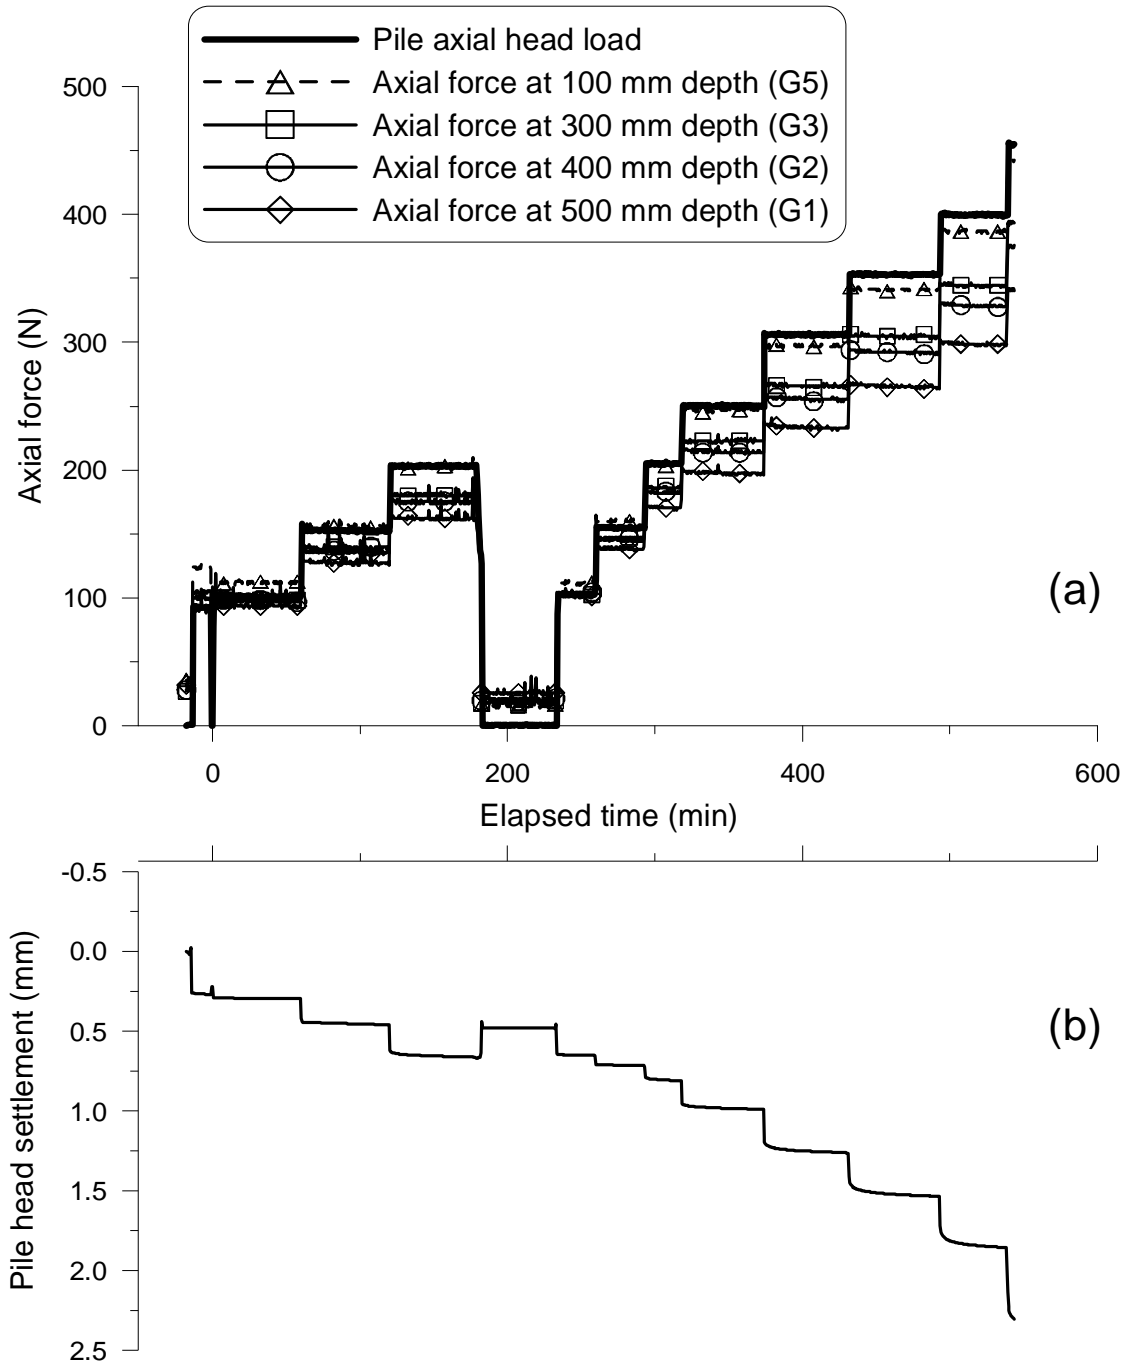 Pile axial head load
Axial force at 100 mm depth (G5)
Axial force at 300 mm depth (G3)
Axial force at 400 mm depth (G2)
Axial force at 500 mm depth (G1)
500
400
300
200
100
0
Axial force (N)
(a)
0
200
400
600
Elapsed time (min)
-0.5
0.0
0.5
1.0
1.5
2.0
2.5
Pile head settlement (mm)
(b)